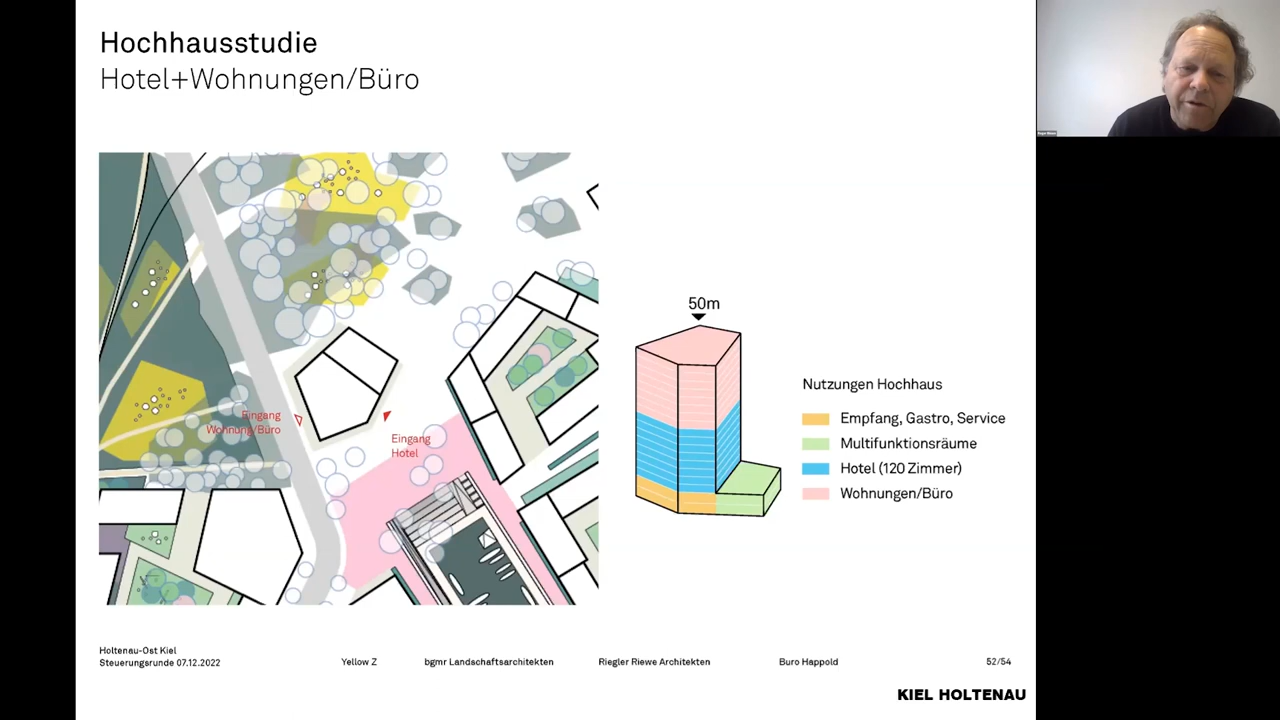 Hochhausstudie
Hotel+Wohnungen/Büro
Eingang
Wohnung/Büro
Eingang
Hotel
50m
Nutzungen Hochhaus
Empfang, Gastro, Service
Multifunktionsräume
Hotel (120 Zimmer)
Wohnungen/Büro
Holtenau-Ost Kiel
Steuerungsrunde 07.12.2022
Yellow Z
bgmr Landschaftsarchitekten
Riegler Riewe Architekten
Buro Happold
52/54
KIEL HOLTENAU